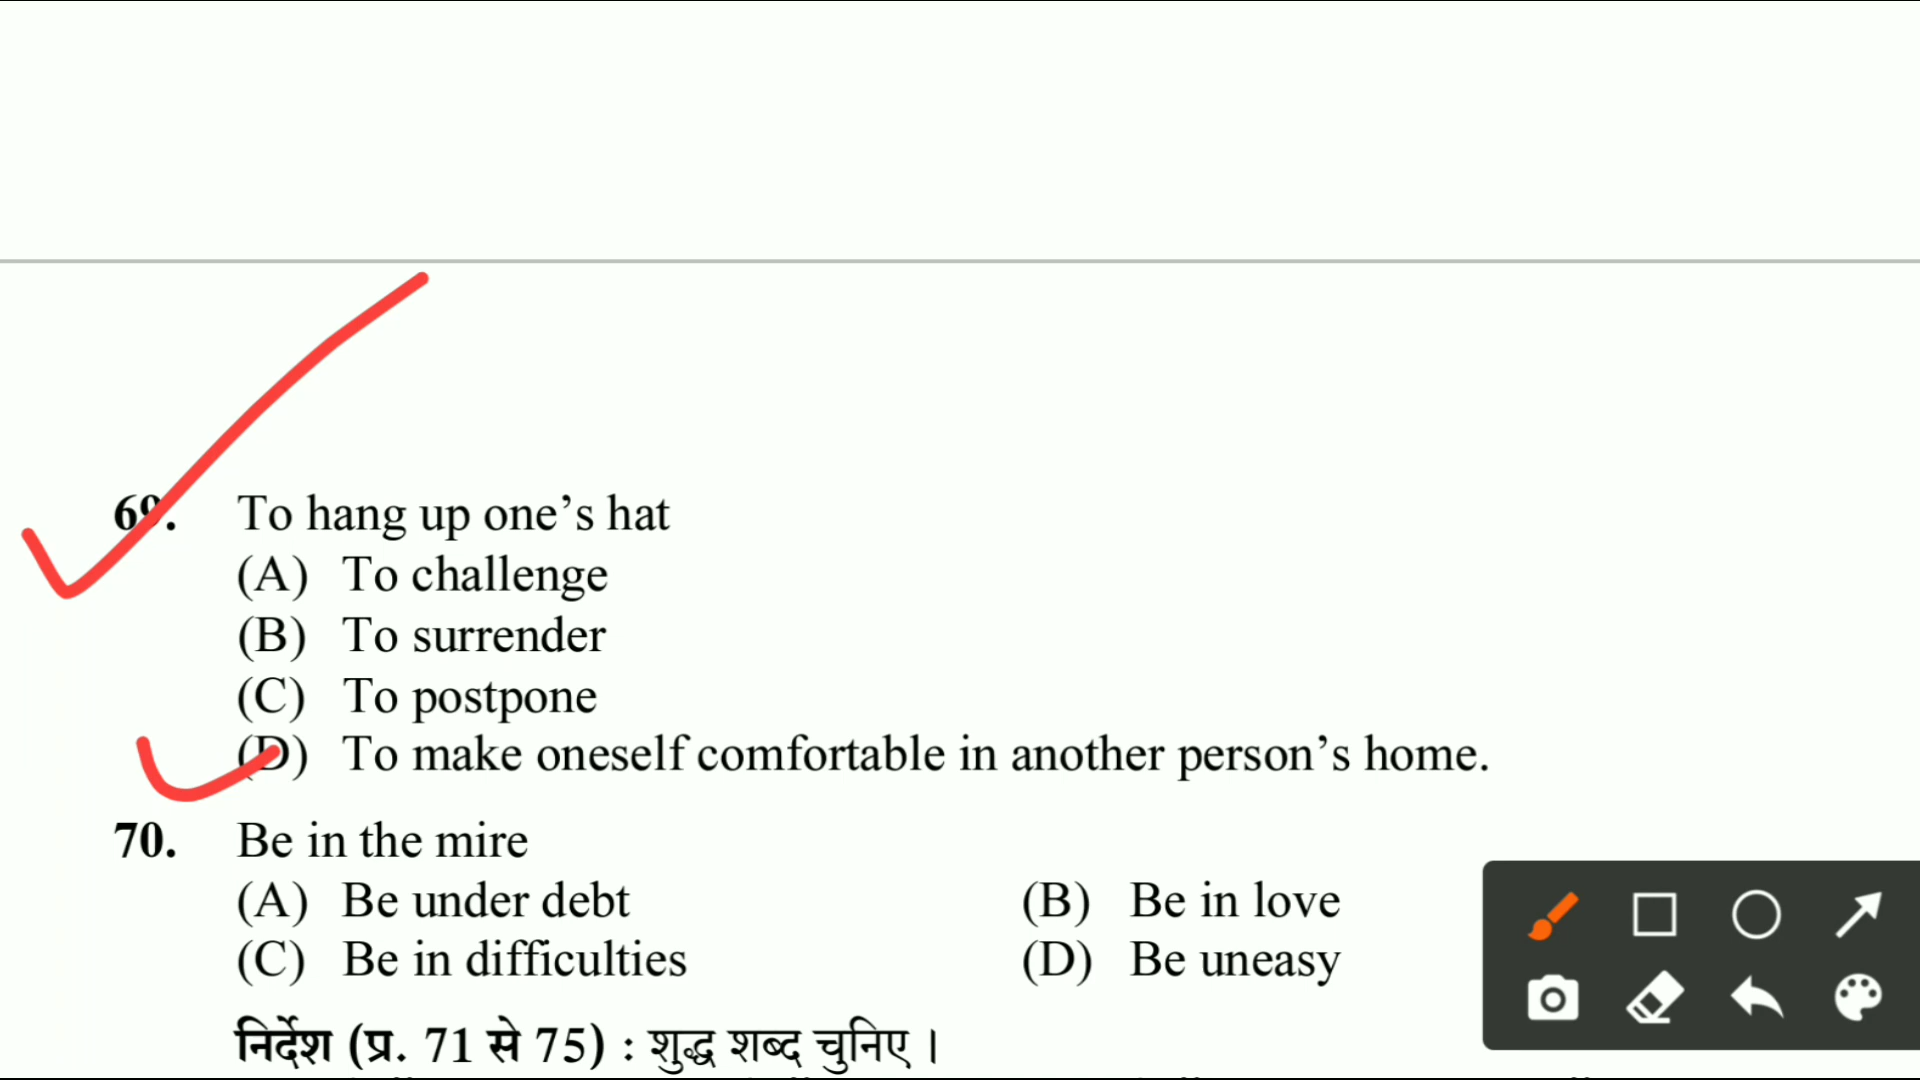 69. To hang up one’s hat
(A) To challenge
(B) To surrender
(C) To postpone
(D) To make oneself comfortable in another person’s home.
70. Be in the mire
(A) Be under debt (B) Be in love
(C) Be in difficulties (D) Be uneasy
निर्देश (प्र. 71 से 75) : शुद्ध शब्द चुनिए ।